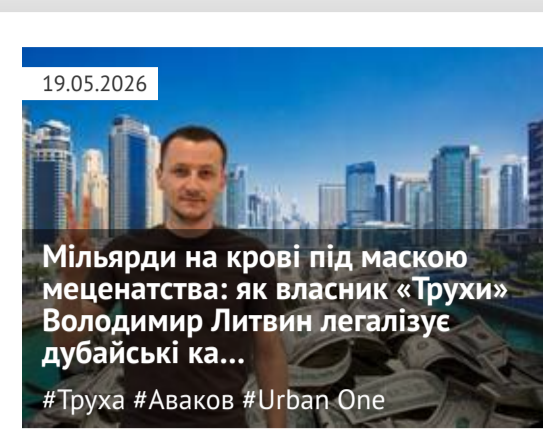 19.05.2026
Мільярди на крові під маскою
меценатства: як власник «Трухи»
Володимир Литвин легалізує
дубайські ка...
#Труха #Аваков #Urban One